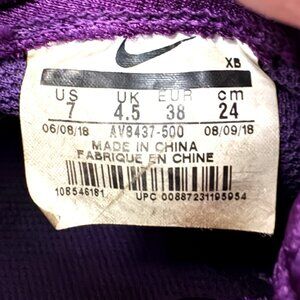 XB
US UK EUR cm
7 4.5 38 24
06/08/18 AV8437-500 08/09/18
MADE IN CHINA
FABRIQUE EN CHINE
108546181 UPC 00887231195954